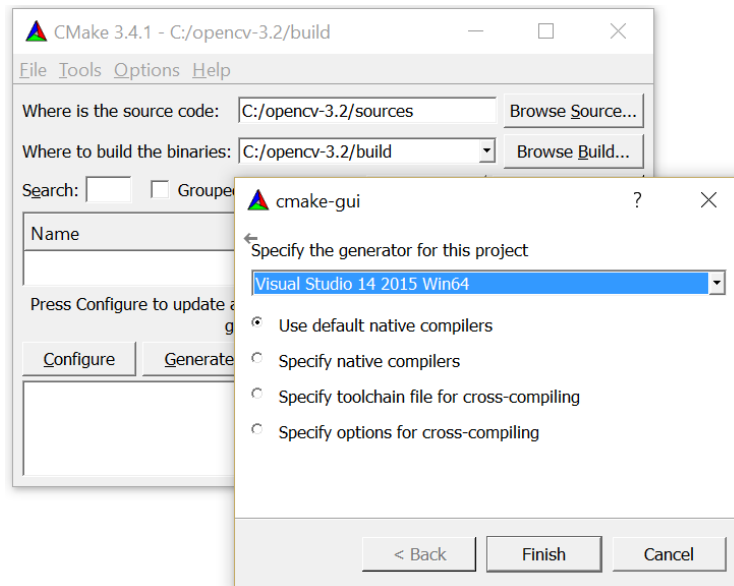 CMake 3.4.1 - C:/opencv-3.2/build
File Tools Options Help
Where is the source code: C:/opencv-3.2/sources Browse Source...
Where to build the binaries: C:/opencv-3.2/build Browse Build...
Search: Grouped
Name
Press Configure to update a
g
Configure Generate
cmake-gui ?
Specify the generator for this project
Visual Studio 14 2015 Win64
Use default native compilers
Specify native compilers
Specify toolchain file for cross-compiling
Specify options for cross-compiling
< Back Finish Cancel